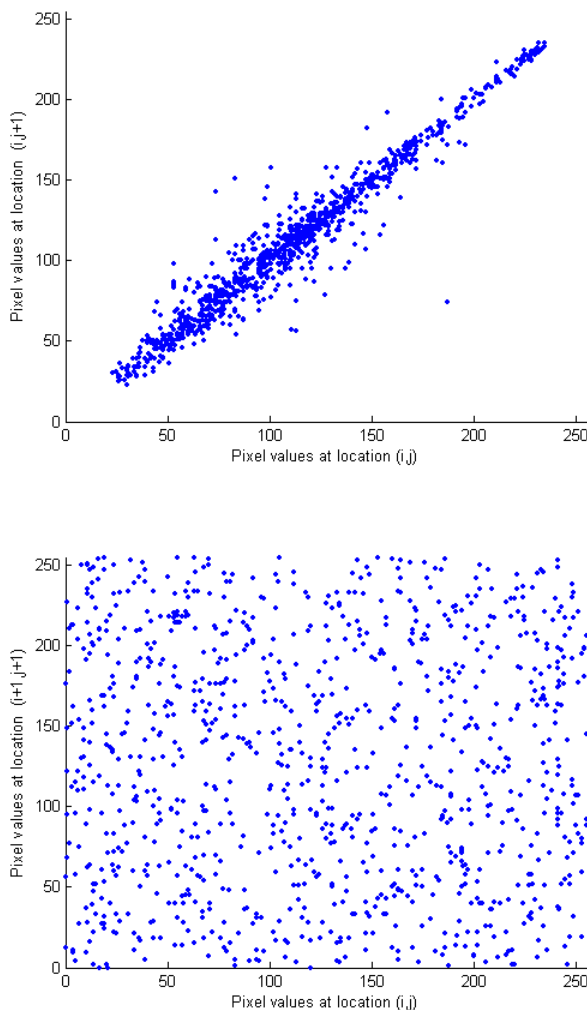 250
200
150
100
50
0
Pixel values at location (i,j+1)
0 50 100 150 200 250
Pixel values at location (i,j)
250
200
150
100
50
0
Pixel values at location (i+1,j+1)
0 50 100 150 200 250
Pixel values at location (i,j)